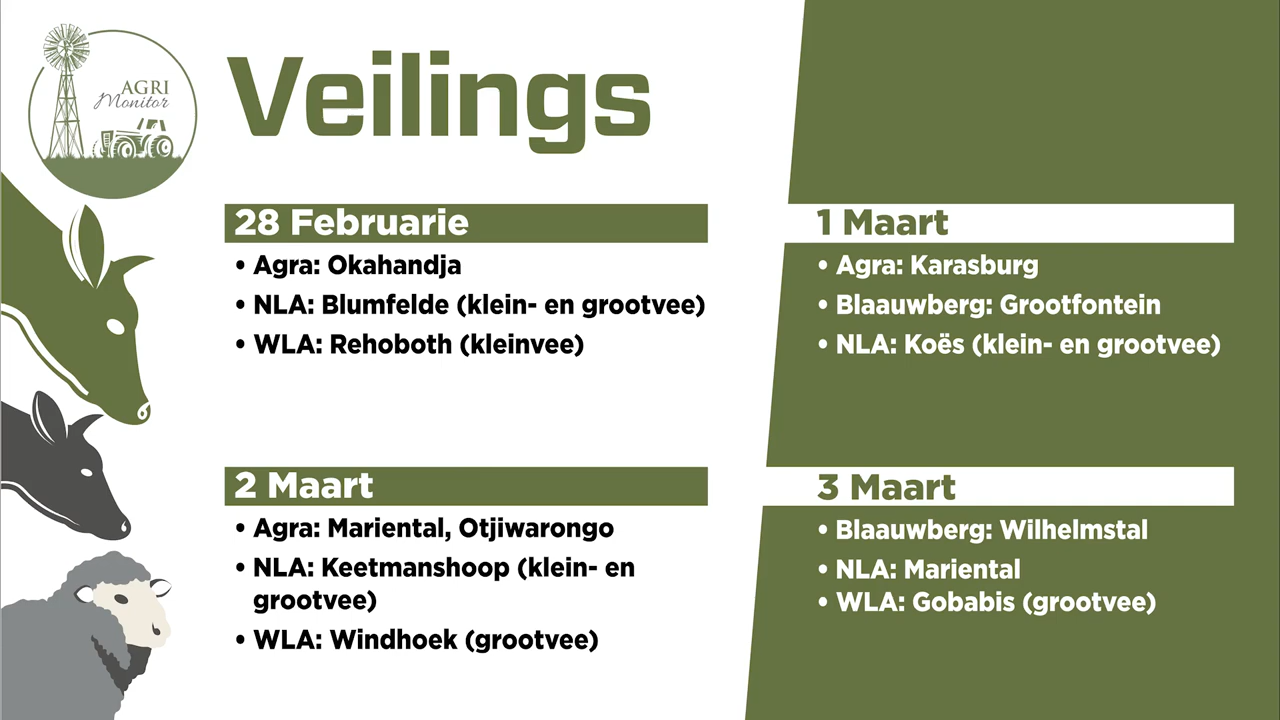 AGRI
Monitor
Veilings
28 Februarie
• Agra: Okahandja
• NLA: Blumfelde (klein- en grootvee)
• WLA: Rehoboth (kleinvee)
1 Maart
• Agra: Karasburg
• Blaauwberg: Grootfontein
• NLA: Koës (klein- en grootvee)
2 Maart
• Agra: Mariental, Otjiwarongo
• NLA: Keetmanshoop (klein- en
grootvee)
• WLA: Windhoek (grootvee)
3 Maart
• Blaauwberg: Wilhelmstal
• NLA: Mariental
• WLA: Gobabis (grootvee)